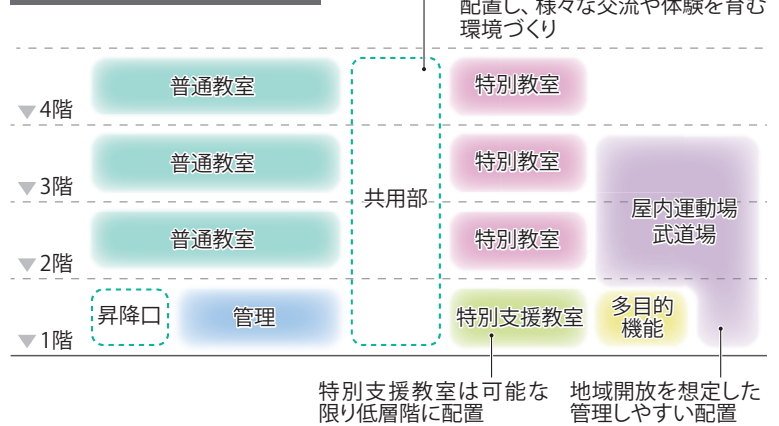 配置し、様々な交流や体験を育む
環境づくり
普通教室
特別教室
▼4階
普通教室
特別教室
▼3階
共用部
屋内運動場
武道場
普通教室
特別教室
▼2階
昇降口
管理
特別支援教室
多目的
機能
▼1階
特別支援教室は可能な
限り低層階に配置
地域開放を想定した
管理しやすい配置